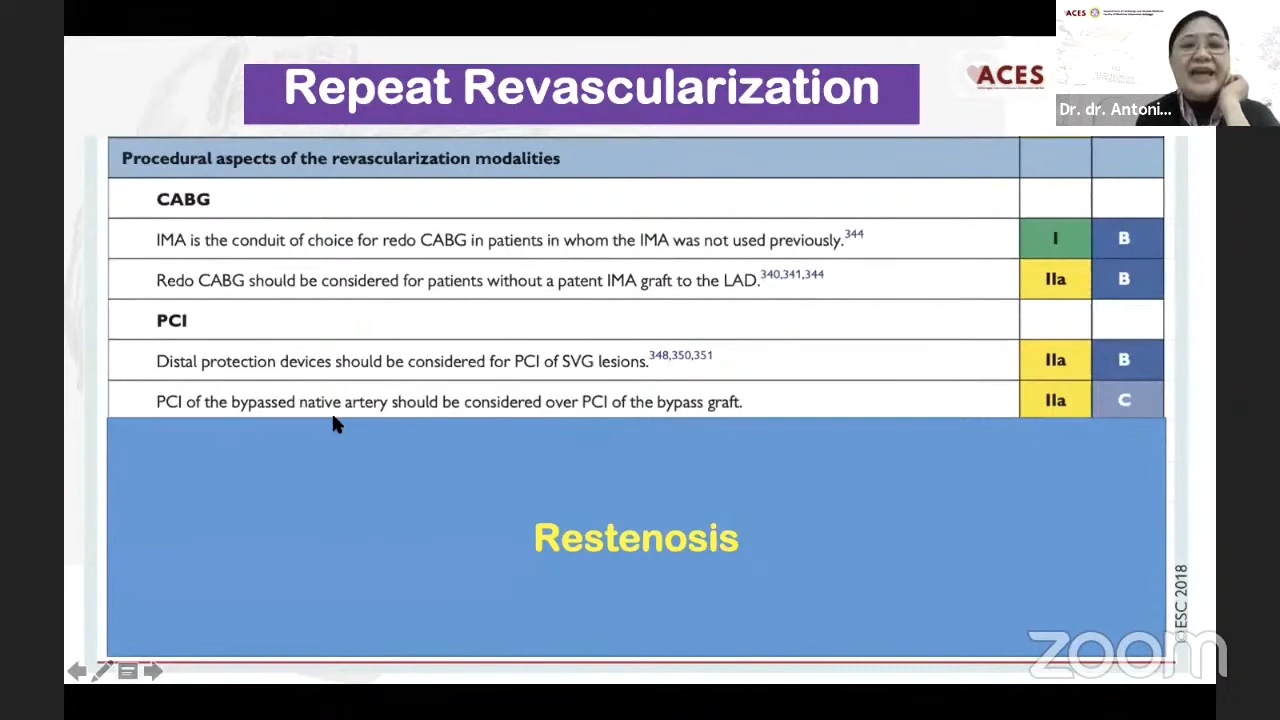 Repeat Revascularization
ACES
ACES
Dr. dr. Antoni...
Procedural aspects of the revascularization modalities
CABG
IMA is the conduit of choice for redo CABG in patients in whom the IMA was not used previously.344 I B
Redo CABG should be considered for patients without a patent IMA graft to the LAD.340,341,344 IIa B
PCI
Distal protection devices should be considered for PCI of SVG lesions.348,350,351 IIa B
PCI of the bypassed native artery should be considered over PCI of the bypass graft. IIa C
Restenosis
©ESC 2018
zoom